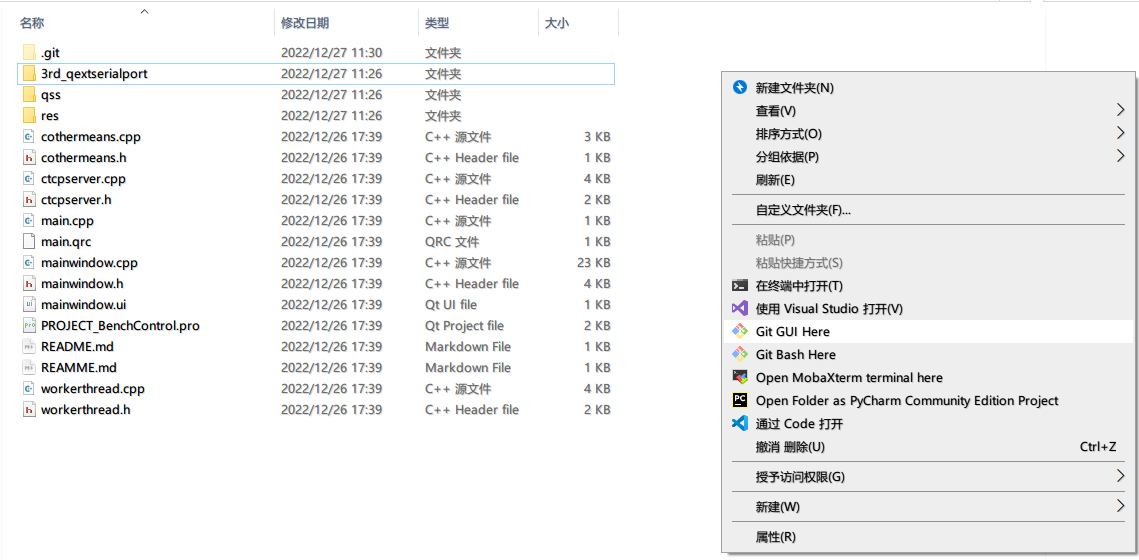 名称 修改日期 类型 大小
.git 2022/12/27 11:30 文件夹
3rd_qextserialport 2022/12/27 11:26 文件夹
qss 2022/12/27 11:26 文件夹
res 2022/12/27 11:26 文件夹
cothermeans.cpp 2022/12/26 17:39 C++ 源文件 3 KB
cothermeans.h 2022/12/26 17:39 C++ Header file 1 KB
ctcpserver.cpp 2022/12/26 17:39 C++ 源文件 4 KB
ctcpserver.h 2022/12/26 17:39 C++ Header file 2 KB
main.cpp 2022/12/26 17:39 C++ 源文件 1 KB
main.qrc 2022/12/26 17:39 QRC 文件 1 KB
mainwindow.cpp 2022/12/26 17:39 C++ 源文件 23 KB
mainwindow.h 2022/12/26 17:39 C++ Header file 4 KB
mainwindow.ui 2022/12/26 17:39 Qt UI file 1 KB
PROJECT_BenchControl.pro 2022/12/26 17:39 Qt Project file 2 KB
README.md 2022/12/26 17:39 Markdown File 1 KB
REAMME.md 2022/12/26 17:39 Markdown File 1 KB
workerthread.cpp 2022/12/26 17:39 C++ 源文件 4 KB
workerthread.h 2022/12/26 17:39 C++ Header file 2 KB
新建文件夹(N)
查看(V)
排序方式(O)
分组依据(P)
刷新(E)
自定义文件夹(F)...
粘贴(P)
粘贴快捷方式(S)
在终端中打开(T)
使用 Visual Studio 打开(V)
Git GUI Here
Git Bash Here
Open MobaXterm terminal here
Open Folder as PyCharm Community Edition Project
通过 Code 打开
撤消 删除(U) Ctrl+Z
授予访问权限(G)
新建(W)
属性(R)